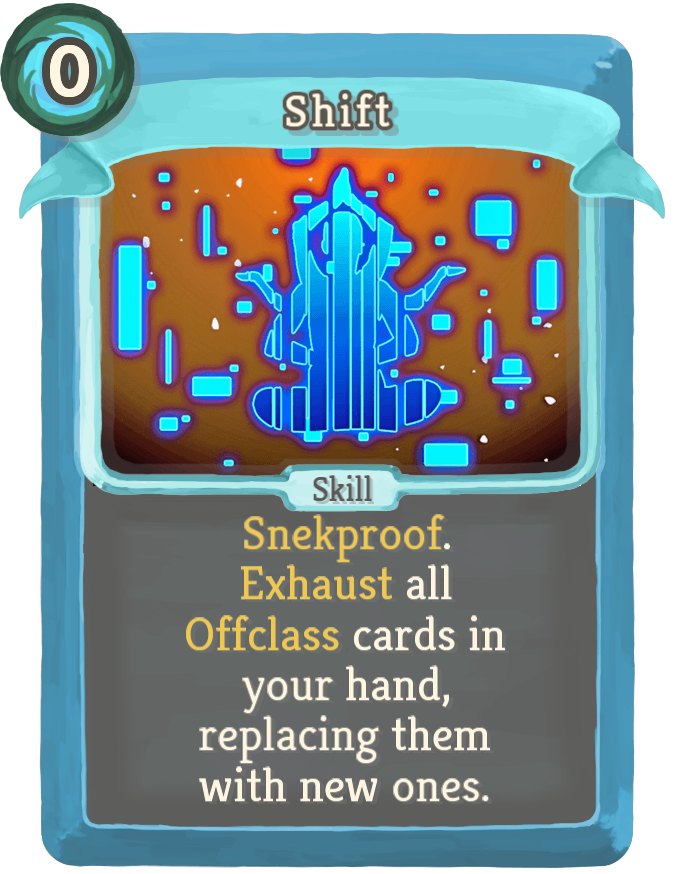 0
Shift
Skill
Snekproof.
Exhaust all
Offclass cards in
your hand,
replacing them
with new ones.